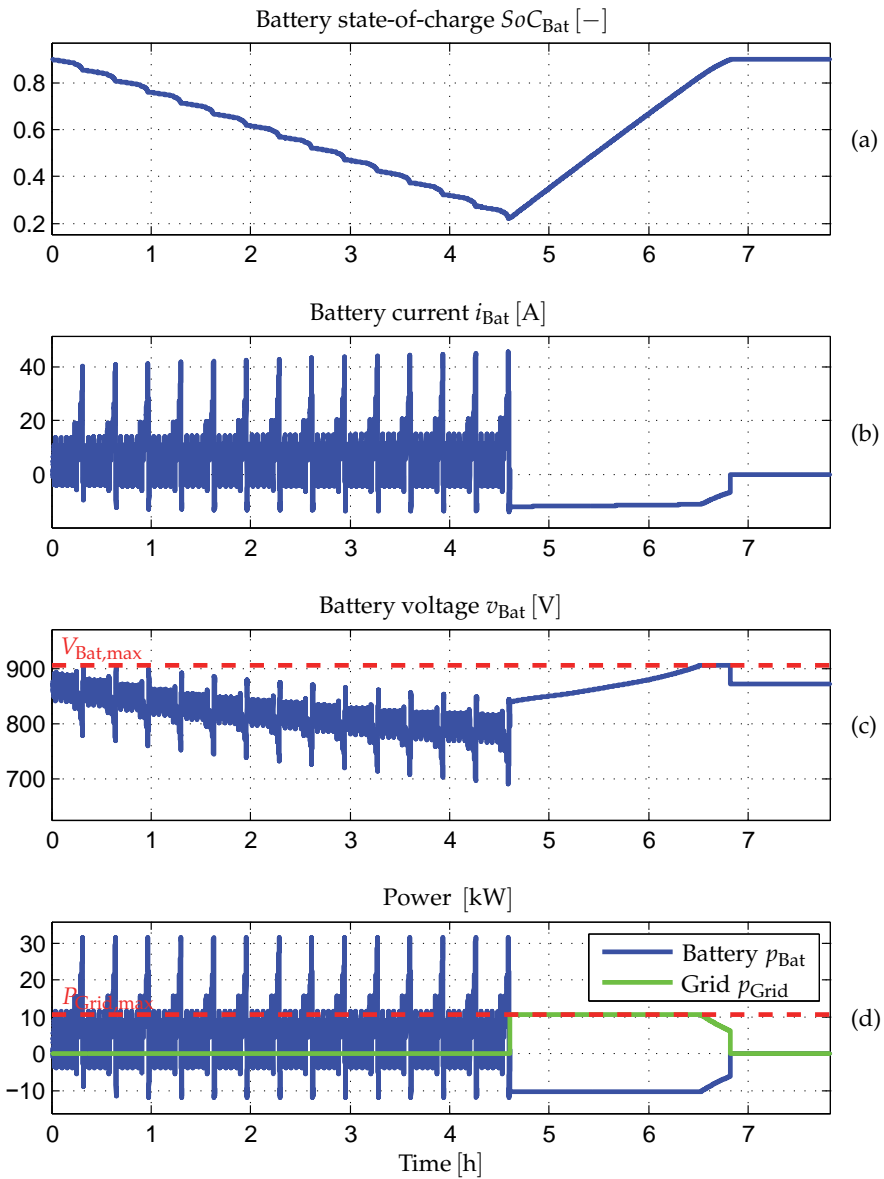 Battery state-of-charge SoC_Bat [−]
0.8
0.6
0.4
0.2
0 1 2 3 4 5 6 7
(a)
Battery current i_Bat [A]
40
20
0
0 1 2 3 4 5 6 7
(b)
Battery voltage v_Bat [V]
V_Bat,max
900
800
700
0 1 2 3 4 5 6 7
(c)
Power [kW]
30
20
10
0
−10
P_Grid,max
Battery p_Bat
Grid p_Grid
0 1 2 3 4 5 6 7
(d)
Time [h]